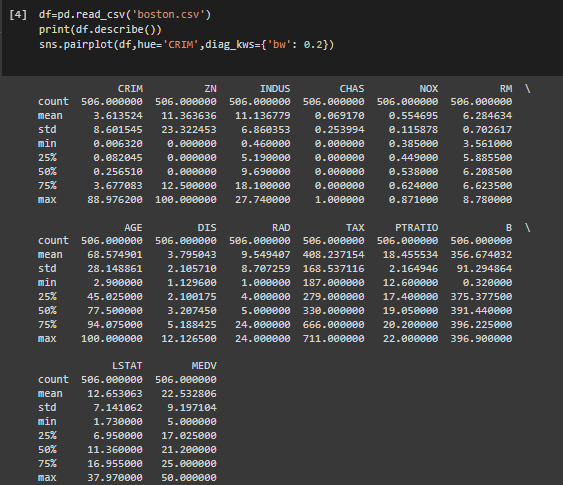 [4] df=pd.read_csv('boston.csv')
print(df.describe())
sns.pairplot(df,hue='CRIM',diag_kws={'bw': 0.2})
CRIM ZN INDUS CHAS NOX RM \
count 506.000000 506.000000 506.000000 506.000000 506.000000 506.000000
mean 3.613524 11.363636 11.136779 0.069170 0.554695 6.284634
std 8.601545 23.322453 6.860353 0.253994 0.115878 0.702617
min 0.006320 0.000000 0.460000 0.000000 0.385000 3.561000
25% 0.082045 0.000000 5.190000 0.000000 0.449000 5.885500
50% 0.256510 0.000000 9.690000 0.000000 0.538000 6.208500
75% 3.677083 12.500000 18.100000 0.000000 0.624000 6.623500
max 88.976200 100.000000 27.740000 1.000000 0.871000 8.780000
AGE DIS RAD TAX PTRATIO B \
count 506.000000 506.000000 506.000000 506.000000 506.000000 506.000000
mean 68.574901 3.795043 9.549407 408.237154 18.455534 356.674032
std 28.148861 2.105710 8.707259 168.537116 2.164946 91.294864
min 2.900000 1.129600 1.000000 187.000000 12.600000 0.320000
25% 45.025000 2.100175 4.000000 279.000000 17.400000 375.377500
50% 77.500000 3.207450 5.000000 330.000000 19.050000 391.440000
75% 94.075000 5.188425 24.000000 666.000000 20.200000 396.225000
max 100.000000 12.126500 24.000000 711.000000 22.000000 396.900000
LSTAT MEDV
count 506.000000 506.000000
mean 12.653063 22.532806
std 7.141062 9.197104
min 1.730000 5.000000
25% 6.950000 17.025000
50% 11.360000 21.200000
75% 16.955000 25.000000
max 37.970000 50.000000